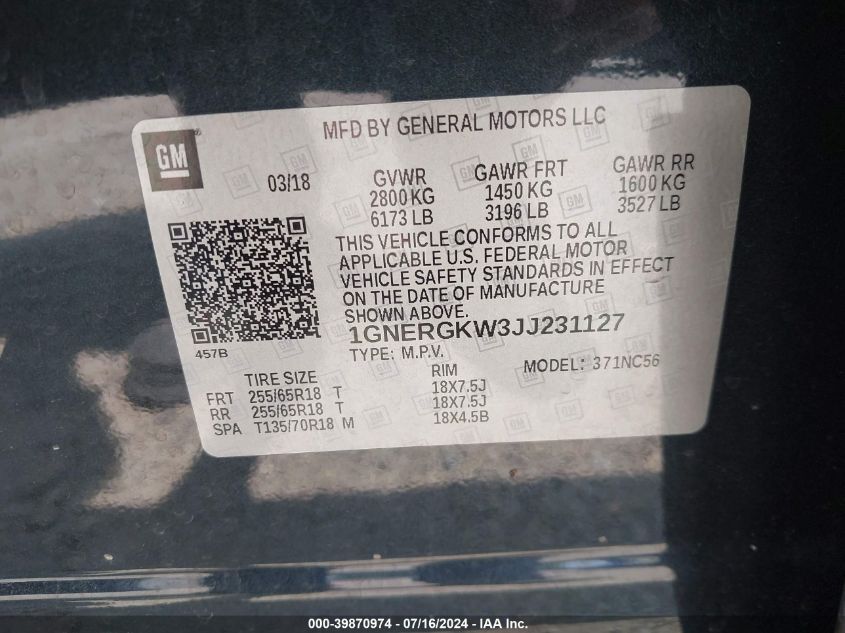 MFD BY GENERAL MOTORS LLC
GM
®
03/18
GVWR GAWR FRT GAWR RR
2800 KG 1450 KG 1600 KG
6173 LB 3196 LB 3527 LB
THIS VEHICLE CONFORMS TO ALL
APPLICABLE U.S. FEDERAL MOTOR
VEHICLE SAFETY STANDARDS IN EFFECT
ON THE DATE OF MANUFACTURE
SHOWN ABOVE.
1GNERGKW3JJ231127
457B
TYPE: M.P.V. MODEL: 371NC56
TIRE SIZE RIM
FRT 255/65R18 T 18X7.5J
RR 255/65R18 T 18X7.5J
SPA T135/70R18 M 18X4.5B
000-39870974 / 07/16/2024 - IAA Inc.